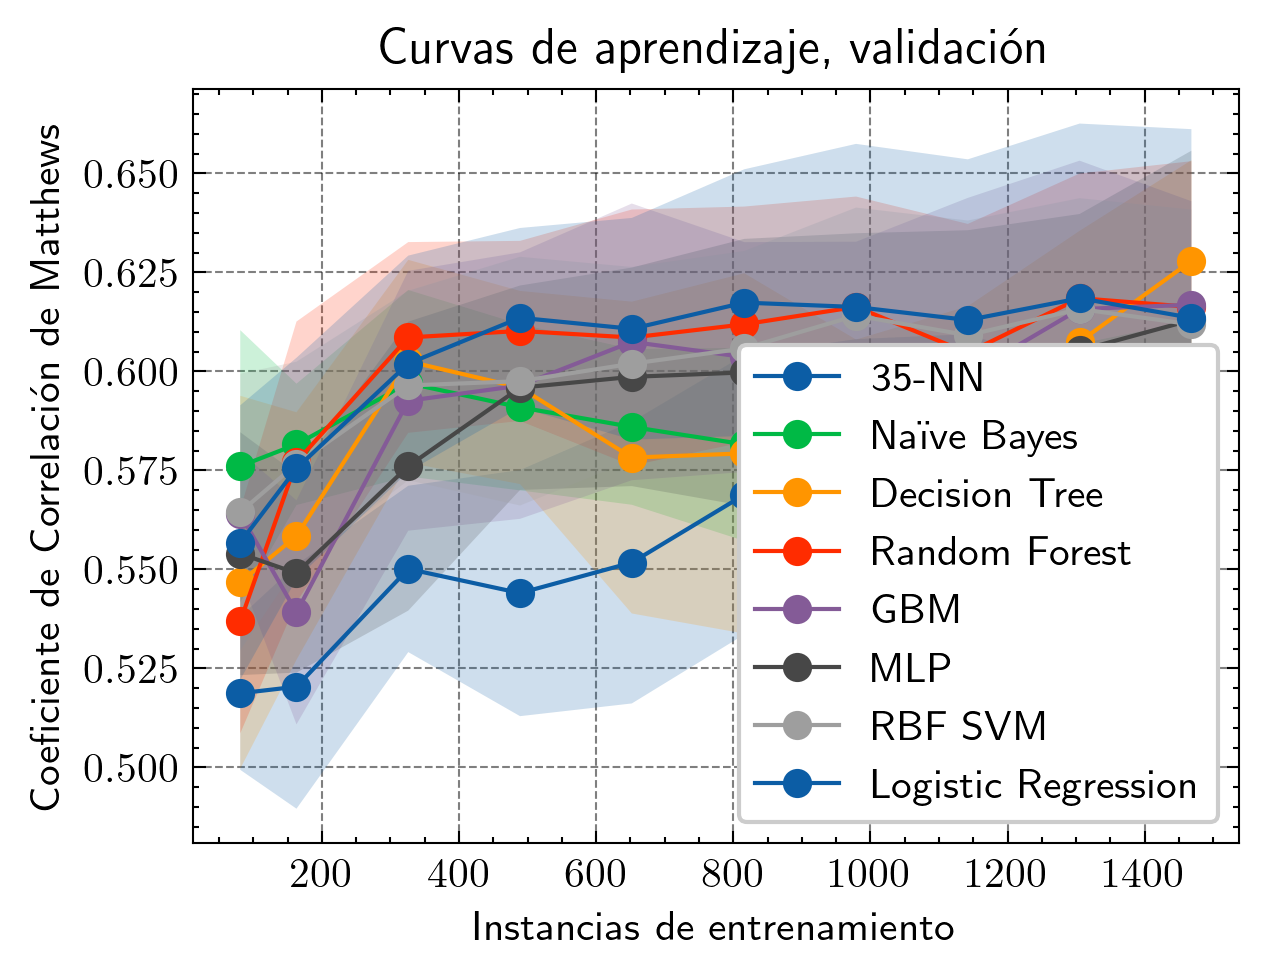 Curvas de aprendizaje, validación
Coeficiente de Correlación de Matthews
0.650
0.625
0.600
0.575
0.550
0.525
0.500
35-NN
Naïve Bayes
Decision Tree
Random Forest
GBM
MLP
RBF SVM
Logistic Regression
200 400 600 800 1000 1200 1400
Instancias de entrenamiento